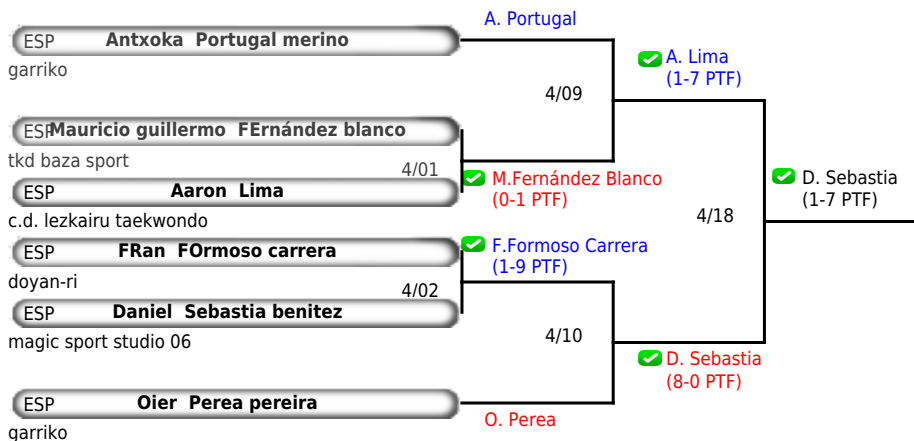 A. Portugal
ESP Antxoka Portugal merino
garriko
A. Lima
(1-7 PTF)
4/09
ESP Mauricio guillermo FErnández blanco
tkd baza sport
4/01
M.Fernández Blanco
(0-1 PTF)
ESP Aaron Lima
c.d. lezkairu taekwondo
D. Sebastia
(1-7 PTF)
4/18
ESP FRan FOrmoso carrera
doyan-ri
F.Formoso Carrera
(1-9 PTF)
4/02
ESP Daniel Sebastia benitez
magic sport studio 06
4/10
D. Sebastia
(8-0 PTF)
ESP Oier Perea pereira
garriko
O. Perea